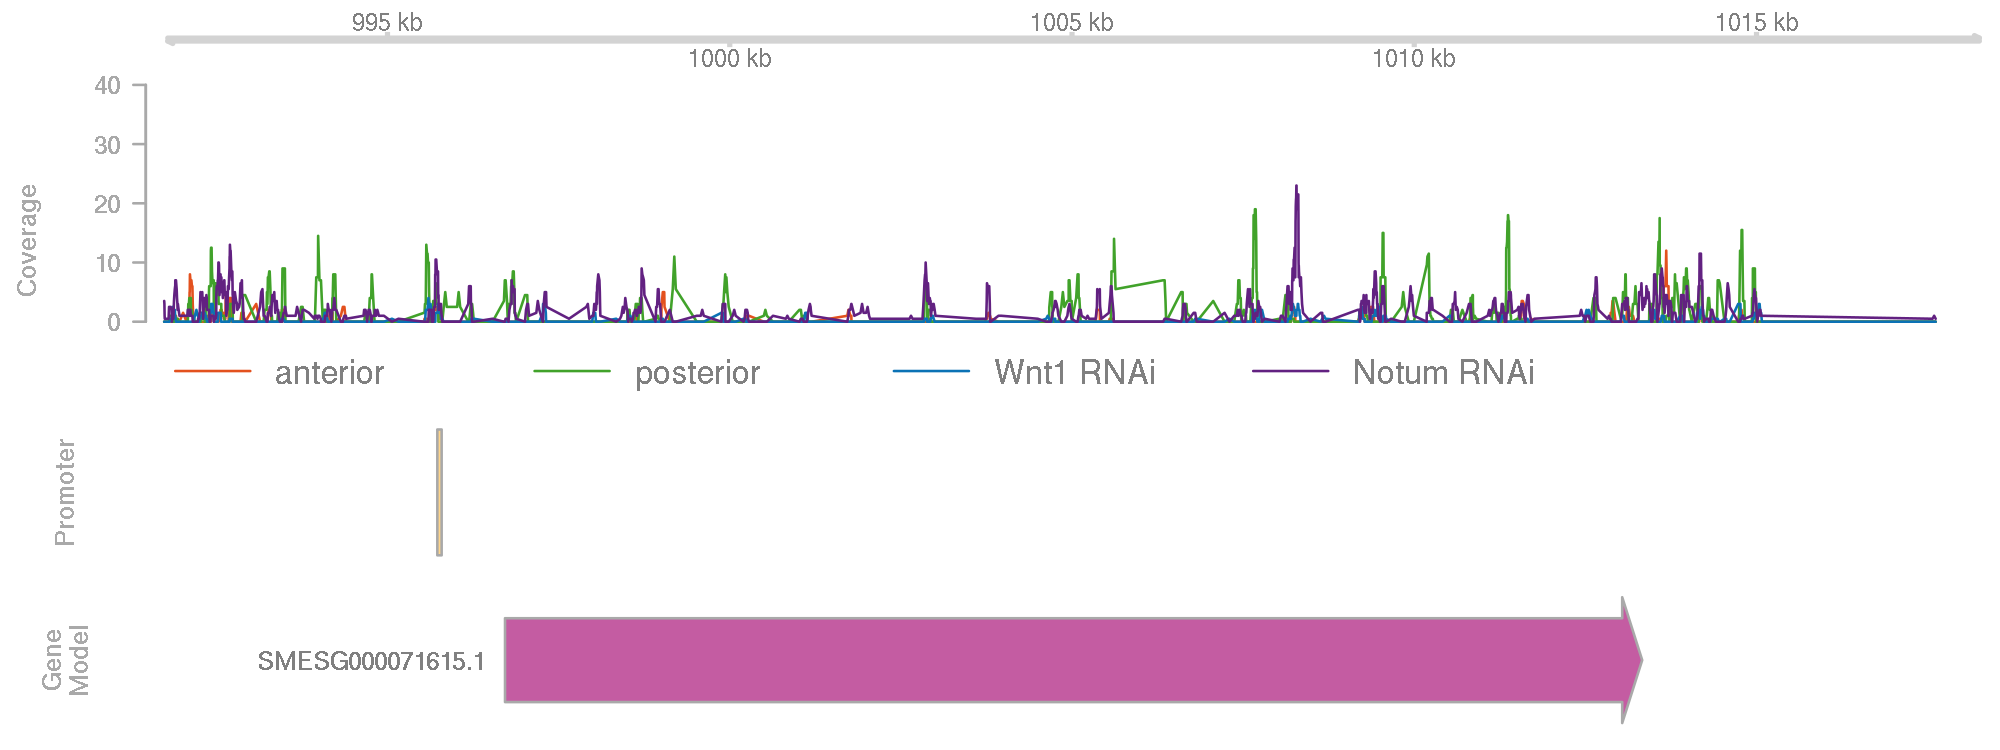 995 kb
1005 kb
1015 kb
1000 kb
1010 kb
40
30
20
10
0
Coverage
anterior
posterior
Wnt1 RNAi
Notum RNAi
Promoter
Gene
Model
SMESG000071615.1